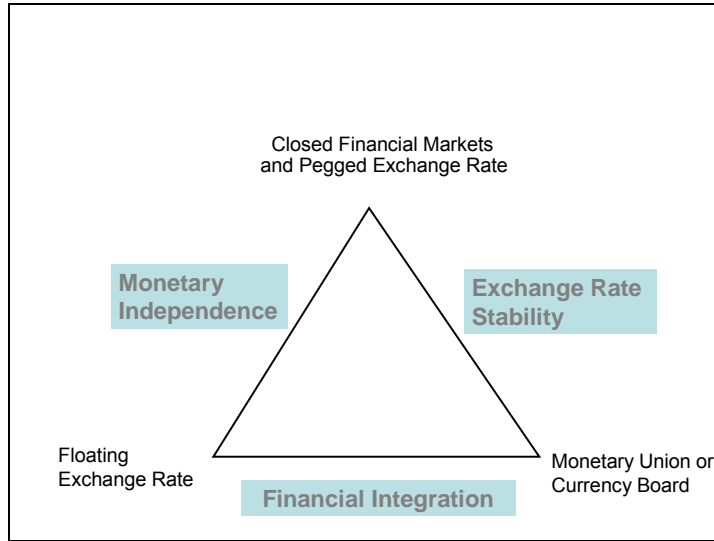 Closed Financial Markets
and Pegged Exchange Rate
Monetary
Independence
Exchange Rate
Stability
Floating
Exchange Rate
Monetary Union or
Currency Board
Financial Integration